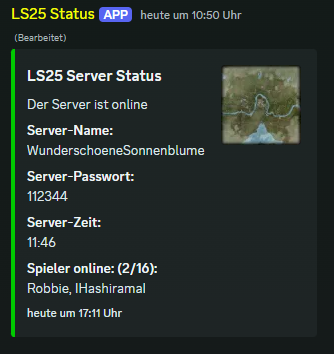 LS25 Status APP heute um 10:50 Uhr
(Bearbeitet)
LS25 Server Status
Der Server ist online
Server-Name:
WunderschoeneSonnenblume
Server-Passwort:
112344
Server-Zeit:
11:46
Spieler online: (2/16):
Robbie, IHashiramal
heute um 17:11 Uhr